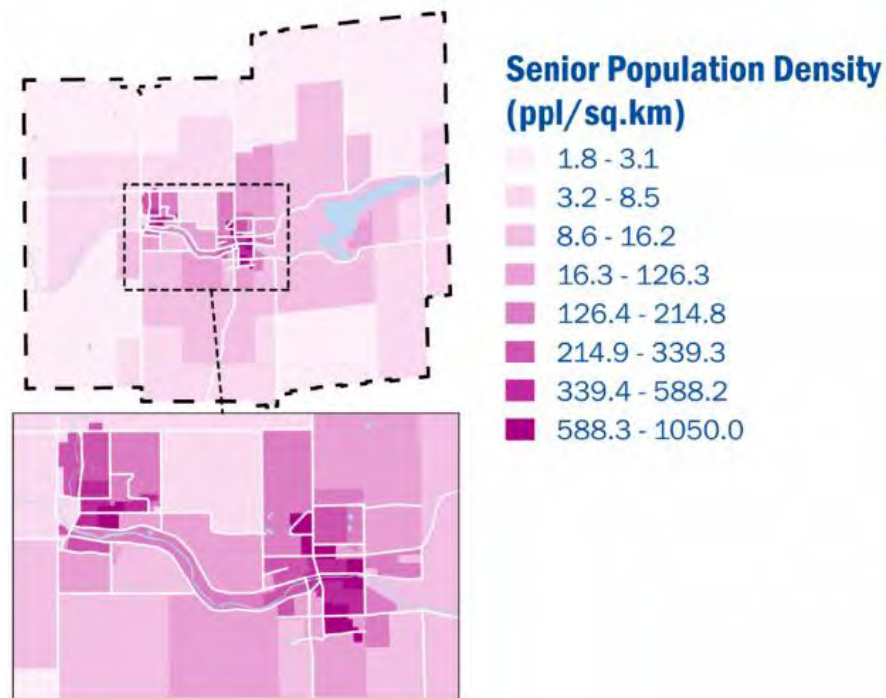 Senior Population Density
(ppl/sq.km)
1.8 - 3.1
3.2 - 8.5
8.6 - 16.2
16.3 - 126.3
126.4 - 214.8
214.9 - 339.3
339.4 - 588.2
588.3 - 1050.0